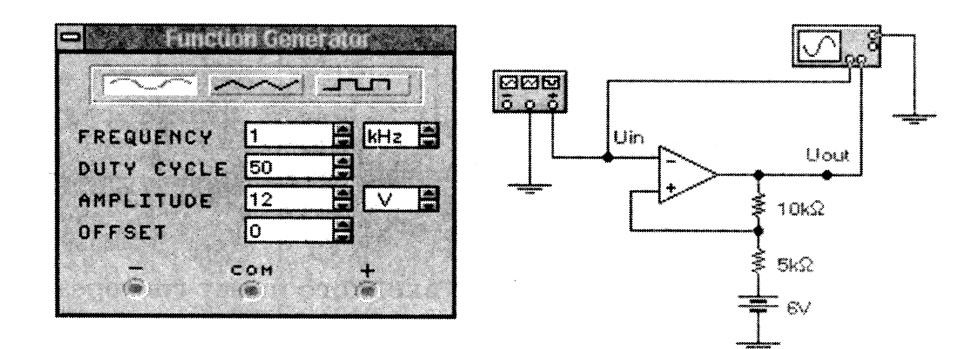 Function Generator
FREQUENCY 1 kHz
DUTY CYCLE 50
AMPLITUDE 12 V
OFFSET 0
- COM +
Uin
Uout
- +
10kΩ
5kΩ
6V